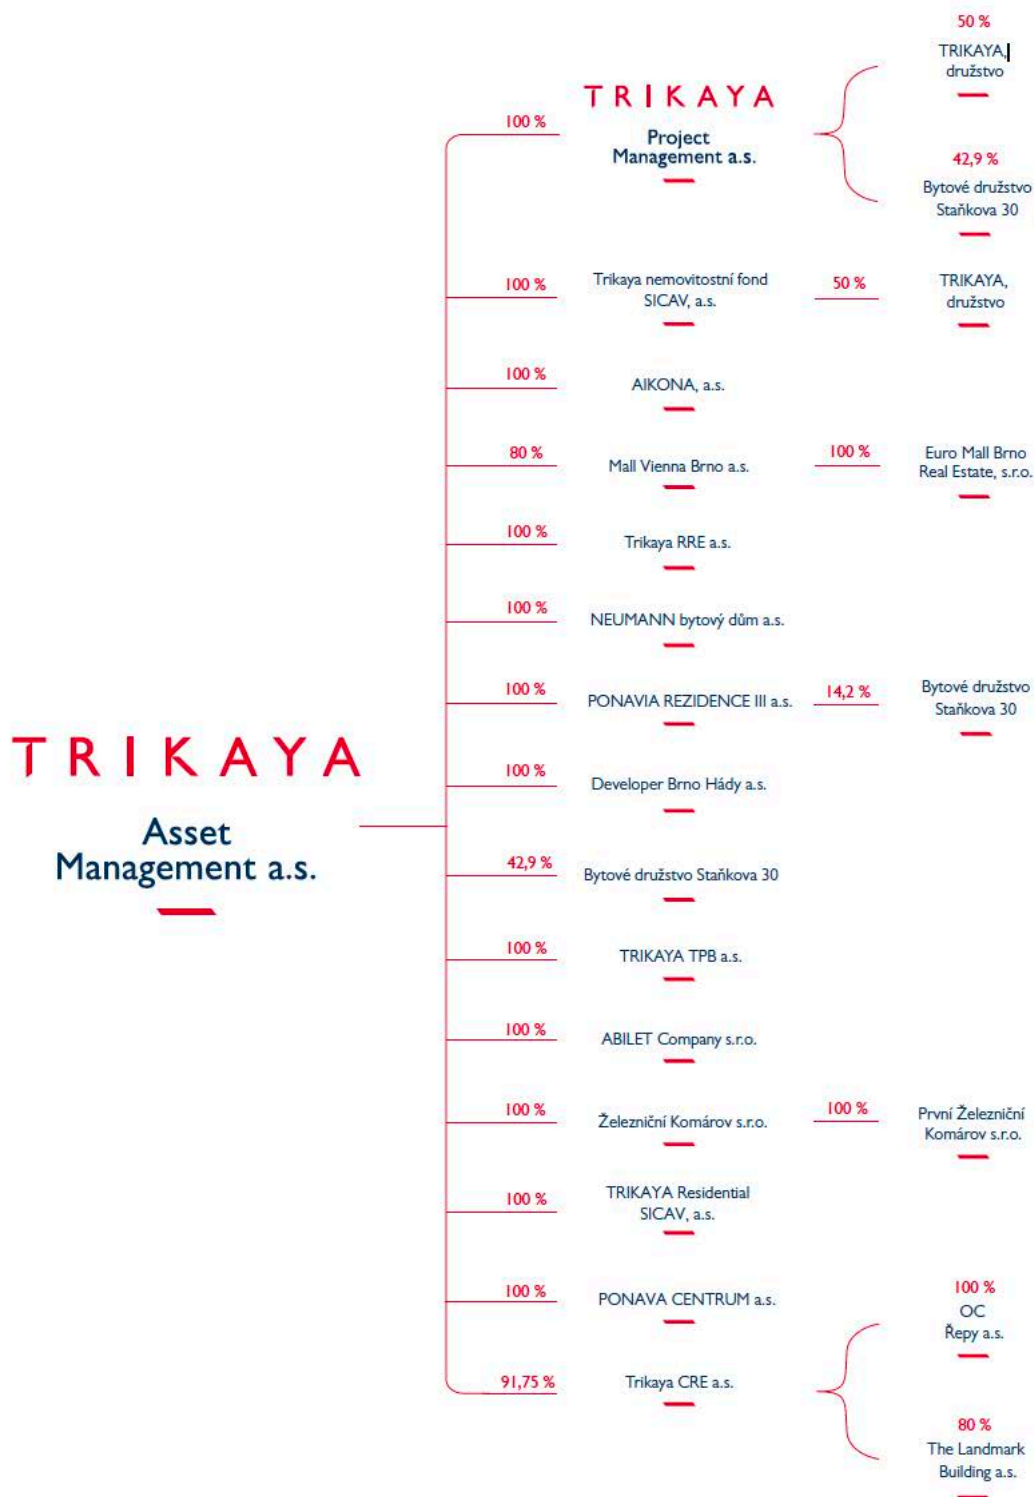 50 %
TRIKAYA,
družstvo
TRIKAYA
100 %
Project
Management a.s.
42,9 %
Bytové družstvo
Staňkova 30
100 %
Trikaya nemovitostní fond
SICAV, a.s.
50 %
TRIKAYA,
družstvo
100 %
AIKONA, a.s.
80 %
Mall Vienna Brno a.s.
100 %
Euro Mall Brno
Real Estate, s.r.o.
100 %
Trikaya RRE a.s.
100 %
NEUMANN bytový dům a.s.
100 %
PONAVIA REZIDENCE III a.s.
14,2 %
Bytové družstvo
Staňkova 30
TRIKAYA
Asset
Management a.s.
100 %
Developer Brno Hády a.s.
42,9 %
Bytové družstvo Staňkova 30
100 %
TRIKAYA TPB a.s.
100 %
ABILET Company s.r.o.
100 %
Železniční Komárov s.r.o.
100 %
První Železniční
Komárov s.r.o.
100 %
TRIKAYA Residential
SICAV, a.s.
100 %
PONAVA CENTRUM a.s.
100 %
OC
Řepy a.s.
91,75 %
Trikaya CRE a.s.
80 %
The Landmark
Building a.s.